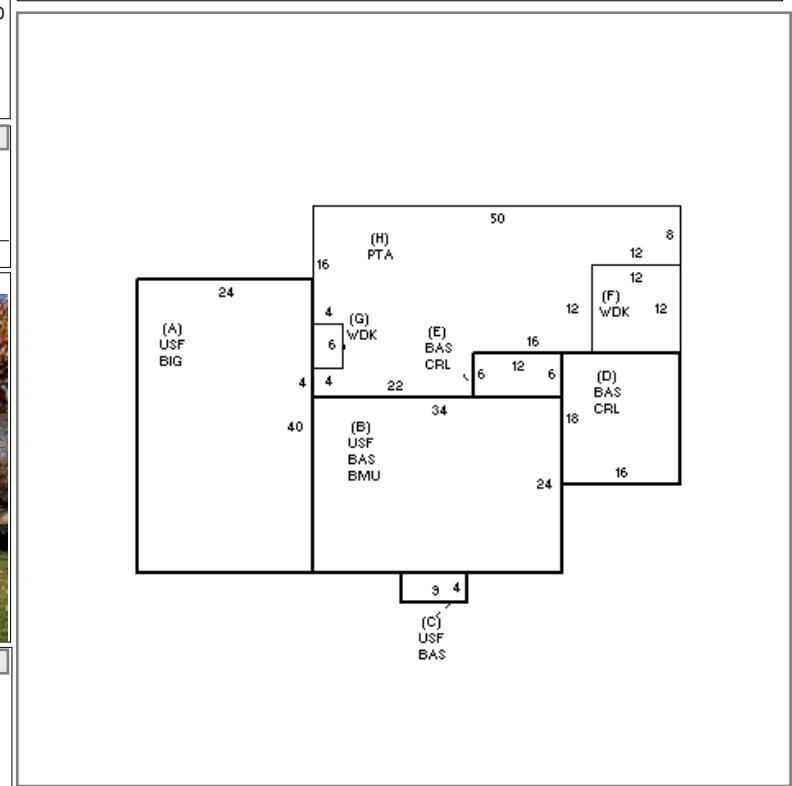 50
8
(H)
PTA
12
16
12
24
(F)
WDK
12
12
4
(G)
WDK
(A)
USF
BIG
(E)
BAS
CRL
16
6
12
6
6
(D)
BAS
CRL
4
4
22
34
18
40
(B)
USF
BAS
BMU
16
24
9
4
(C)
USF
BAS